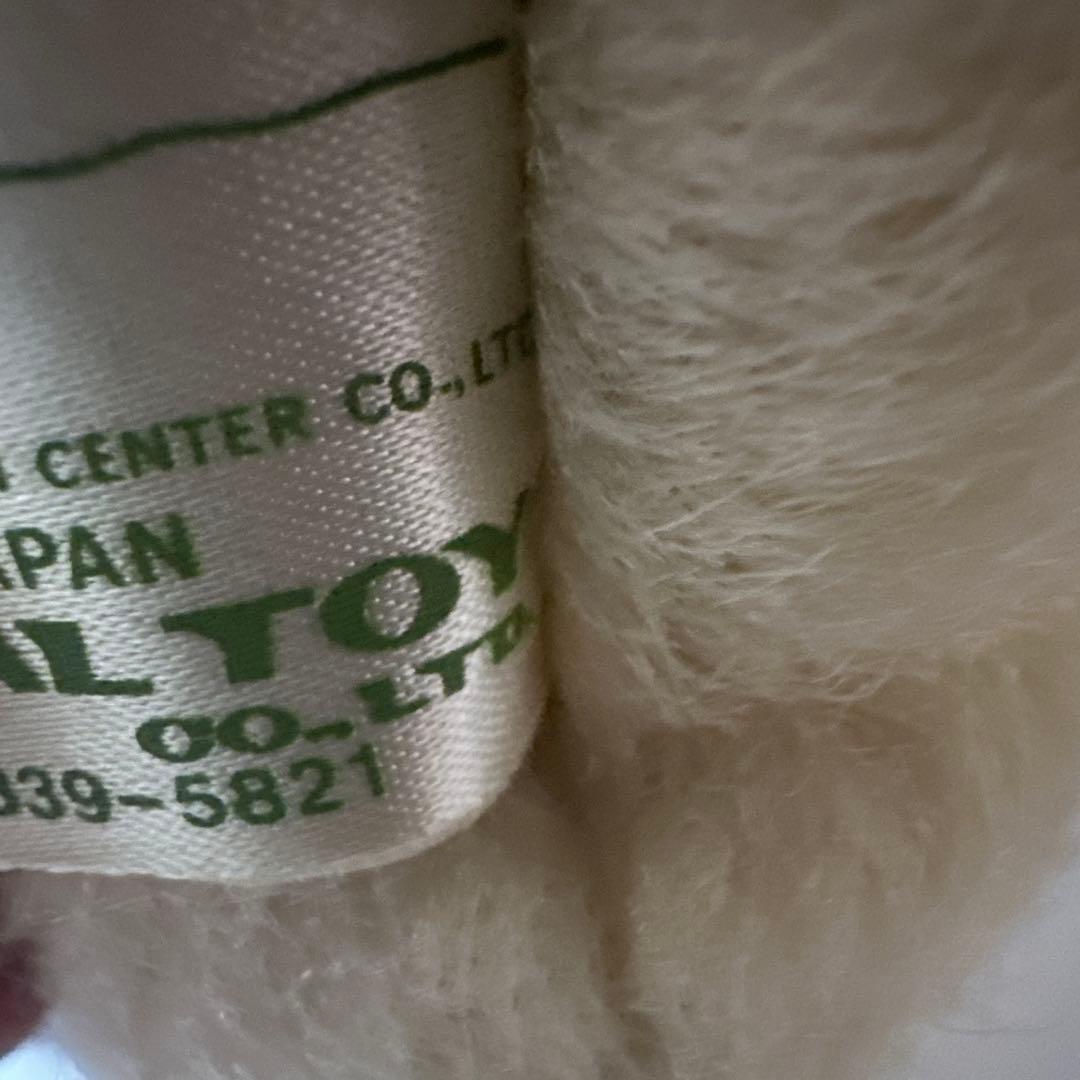 CENTER CO., LTD
APAN
AL TOY
CO., LTD
39-5821